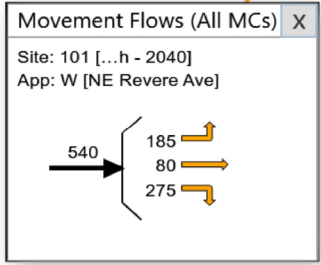 Movement Flows (All MCs) X
Site: 101 [...h - 2040]
App: W [NE Revere Ave]
185
540
80
275